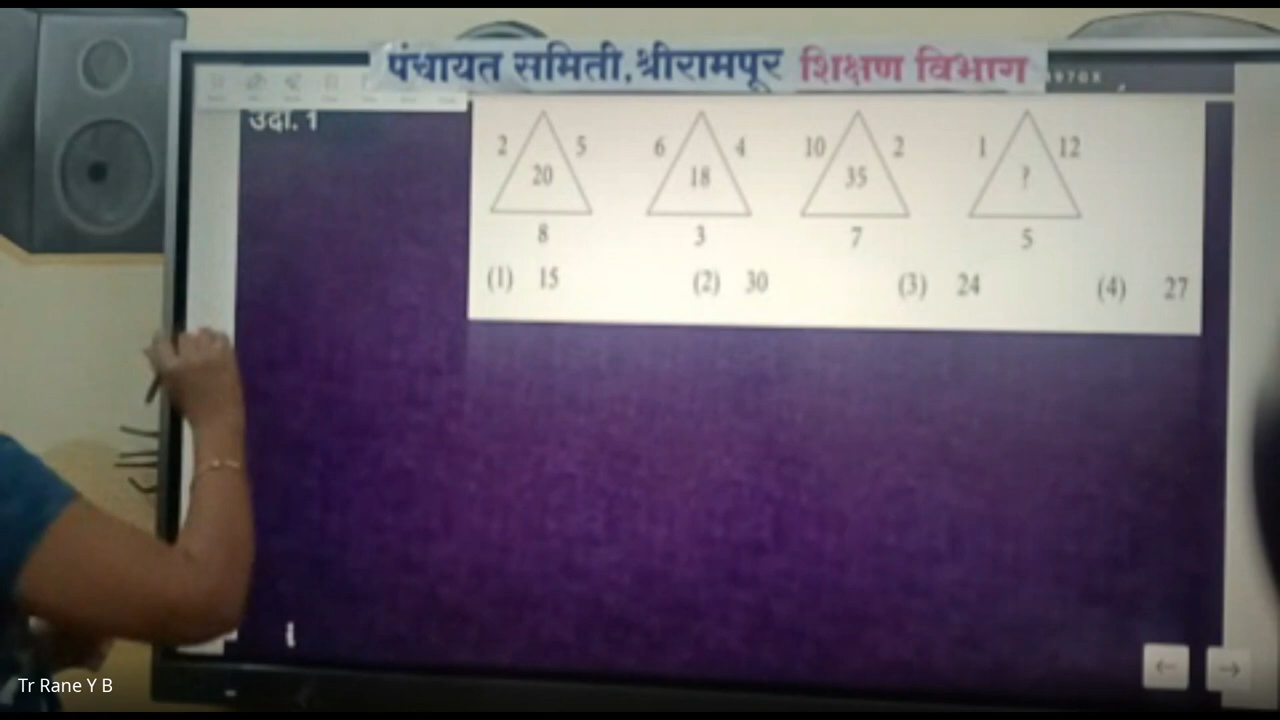 पंचायत समिती,श्रीरामपूर शिक्षण विभाग
उदा. 1
2 5 6 4 10 2 1 12
20 18 35 ?
8 3 7 5
(1) 15 (2) 30 (3) 24 (4) 27
Tr Rane Y B